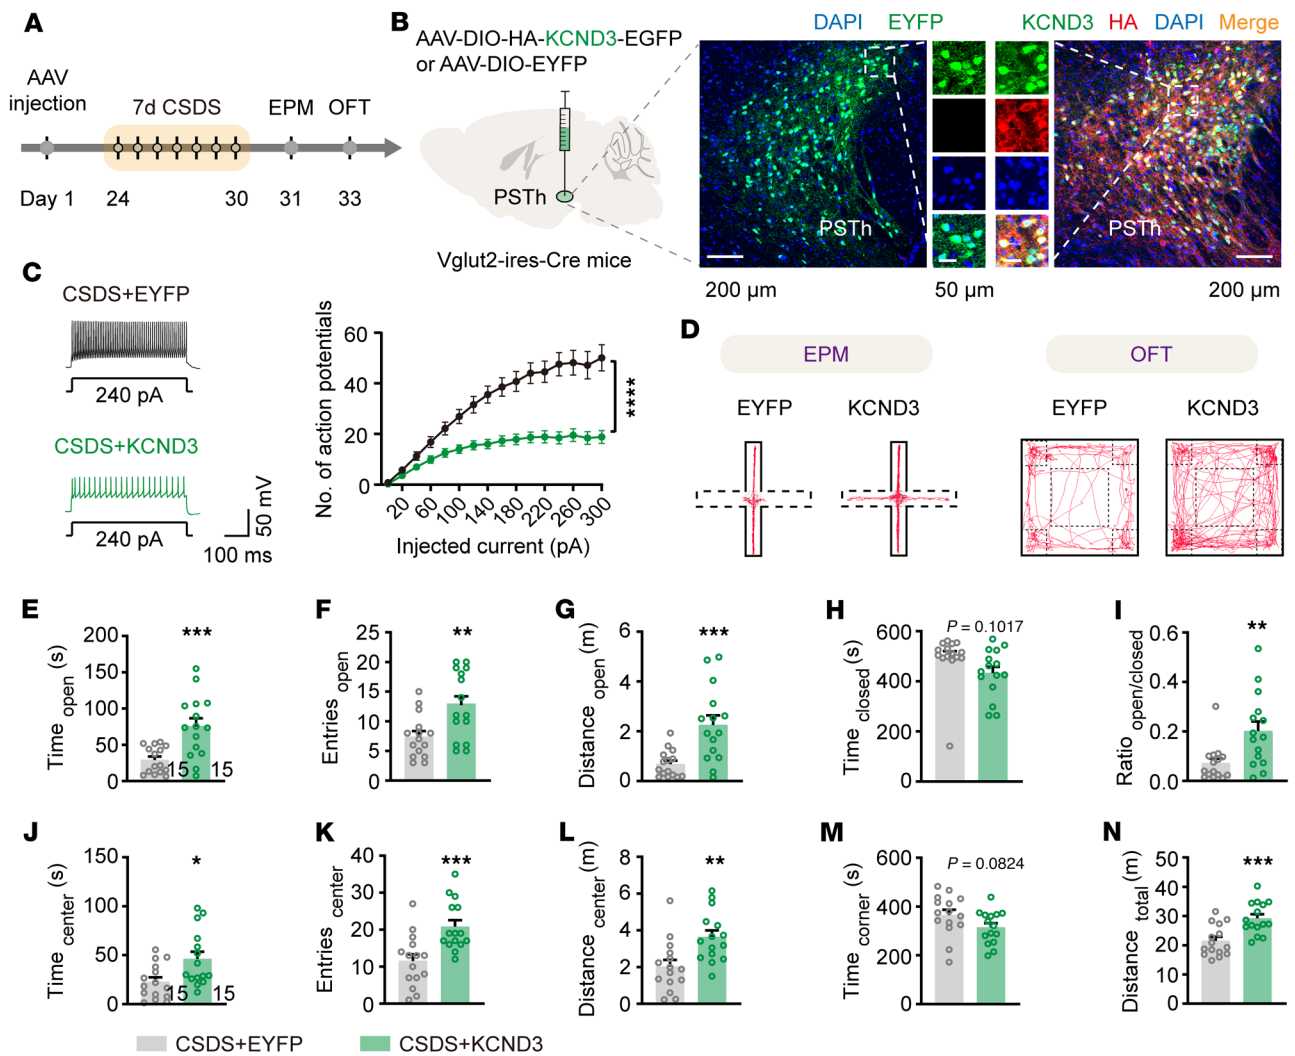 A
AAV
injection
7d CSDS
EPM
OFT
Day 1
24
30
31
33
B
AAV-DIO-HA-KCND3-EGFP
or AAV-DIO-EYFP
PSTh
Vglut2-ires-Cre mice
DAPI EYFP
KCND3 HA DAPI Merge
PSTh
PSTh
200 µm
50 µm
200 µm
C
CSDS+EYFP
240 pA
CSDS+KCND3
240 pA
50 mV
100 ms
No. of action potentials
60
40
20
0
****
20
60
100
140
180
220
260
300
Injected current (pA)
D
EPM
OFT
EYFP
KCND3
EYFP
KCND3
E
Time open (s)
200
150
100
50
0
***
15
15
F
Entries open
25
20
15
10
5
0
**
G
Distance open (m)
6
4
2
0
***
H
Time closed (s)
600
400
200
0
P = 0.1017
I
Ratio open/closed
0.6
0.4
0.2
0.0
**
J
Time center (s)
150
100
50
0
*
15
15
K
Entries center
40
30
20
10
0
***
L
Distance center (m)
8
6
4
2
0
**
M
Time corner (s)
600
400
200
0
P = 0.0824
N
Distance total (m)
50
40
30
20
10
0
***
CSDS+EYFP
CSDS+KCND3